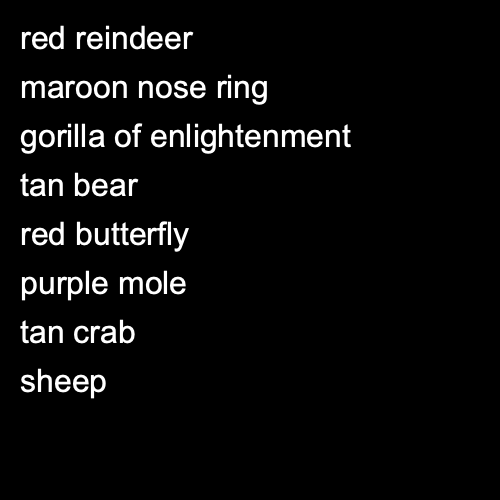 red reindeer
maroon nose ring
gorilla of enlightenment
tan bear
red butterfly
purple mole
tan crab
sheep